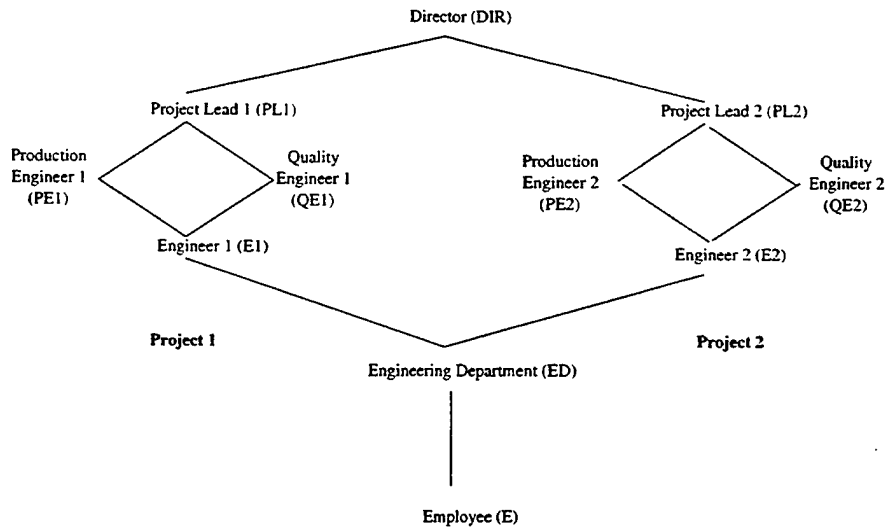 Director (DIR)
Project Lead 1 (PL1)
Project Lead 2 (PL2)
Production
Engineer 1
(PE1)
Quality
Engineer 1
(QE1)
Production
Engineer 2
(PE2)
Quality
Engineer 2
(QE2)
Engineer 1 (E1)
Engineer 2 (E2)
Project 1
Project 2
Engineering Department (ED)
Employee (E)